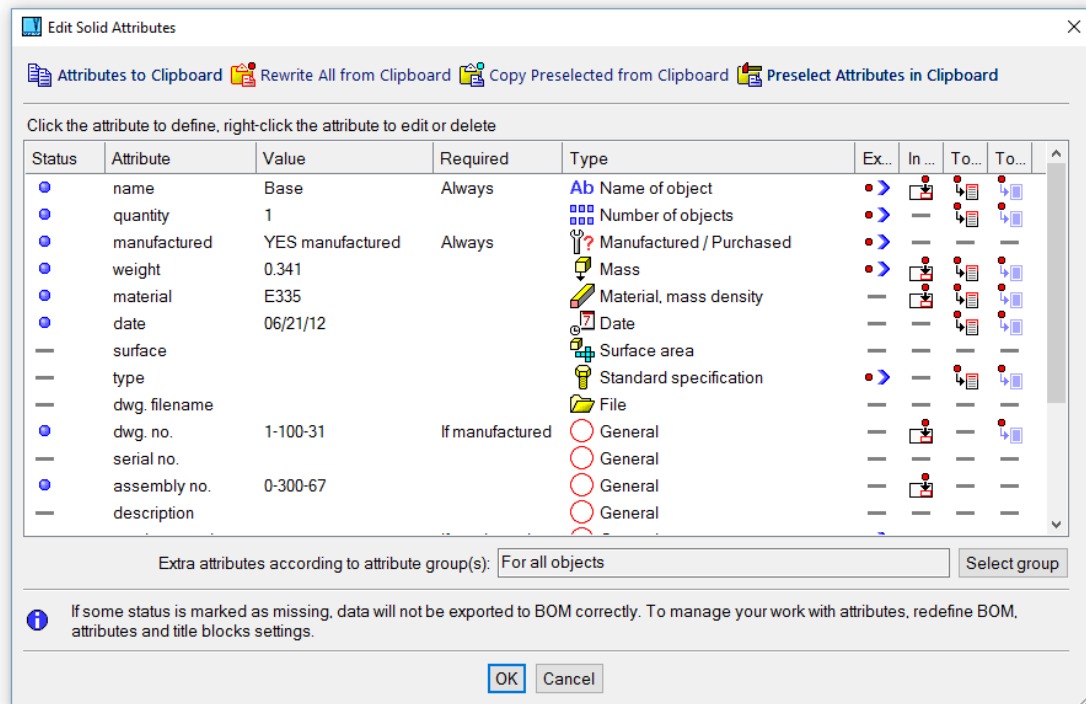 Edit Solid Attributes
Attributes to Clipboard Rewrite All from Clipboard Copy Preselected from Clipboard Preselect Attributes in Clipboard
Click the attribute to define, right-click the attribute to edit or delete
Status Attribute Value Required Type Ex... In ... To... To...
name Base Always Ab Name of object
quantity 1 Number of objects
manufactured YES manufactured Always ? Manufactured / Purchased
weight 0.341 Mass
material E335 Material, mass density
date 06/21/12 7 Date
surface Surface area
type Standard specification
dwg. filename File
dwg. no. 1-100-31 If manufactured General
serial no. General
assembly no. 0-300-67 General
description General
Extra attributes according to attribute group(s): For all objects Select group
If some status is marked as missing, data will not be exported to BOM correctly. To manage your work with attributes, redefine BOM,
attributes and title blocks settings.
OK Cancel